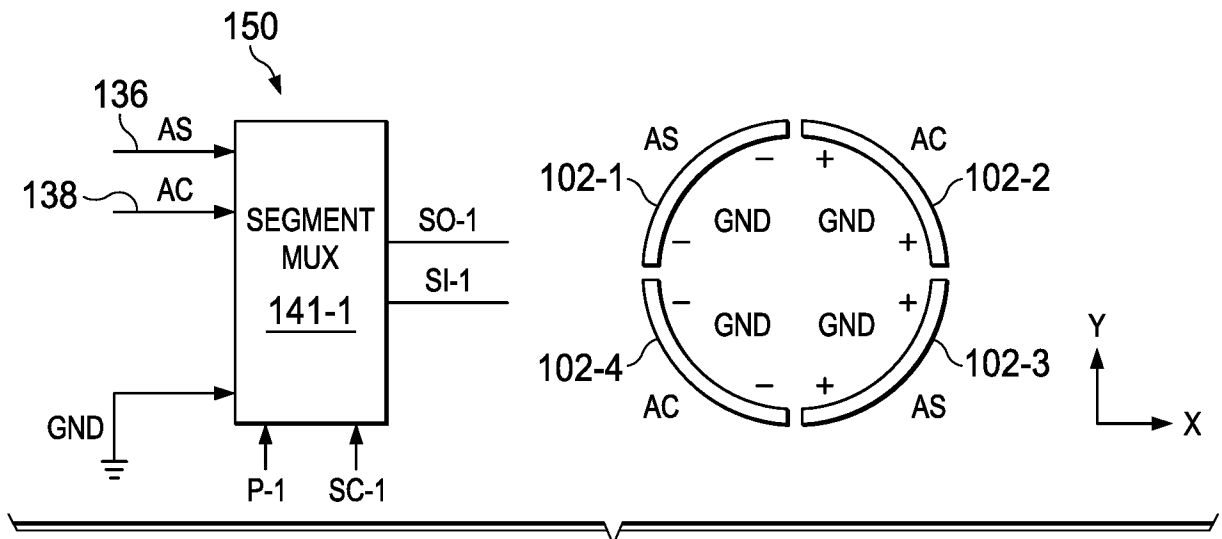 150
136
AS
AC
138
SEGMENT
MUX
141-1
SO-1
SI-1
GND
P-1
SC-1
AS
AC
102-1
102-2
− +
GND GND
− +
− +
GND GND
102-4
102-3
− +
AC
AS
Y
X